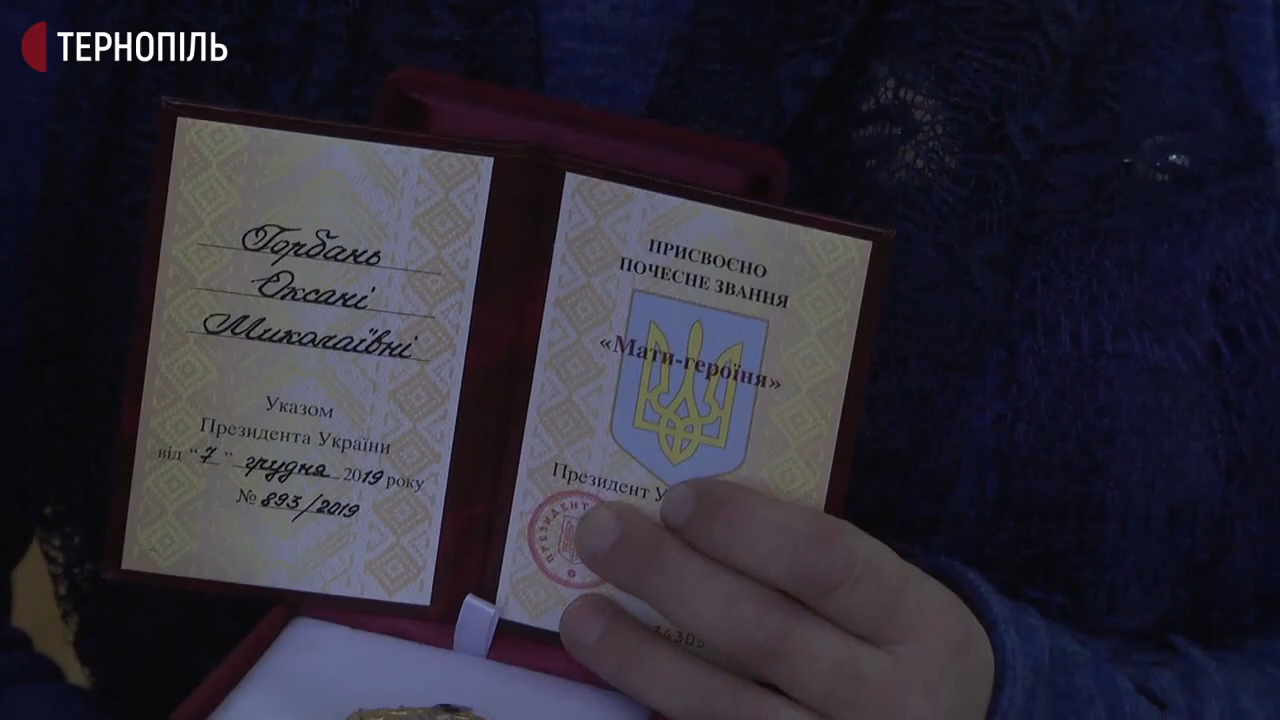 ТЕРНОПІЛЬ
Горбань
Оксані
Миколаївні
Указом
Президента України
від “7” грудня 2019 року
№ 893/2019
ПРИСВОЄНО
ПОЧЕСНЕ ЗВАННЯ
«Мати-героїня»
Президент
ПРЕЗИДЕНТ